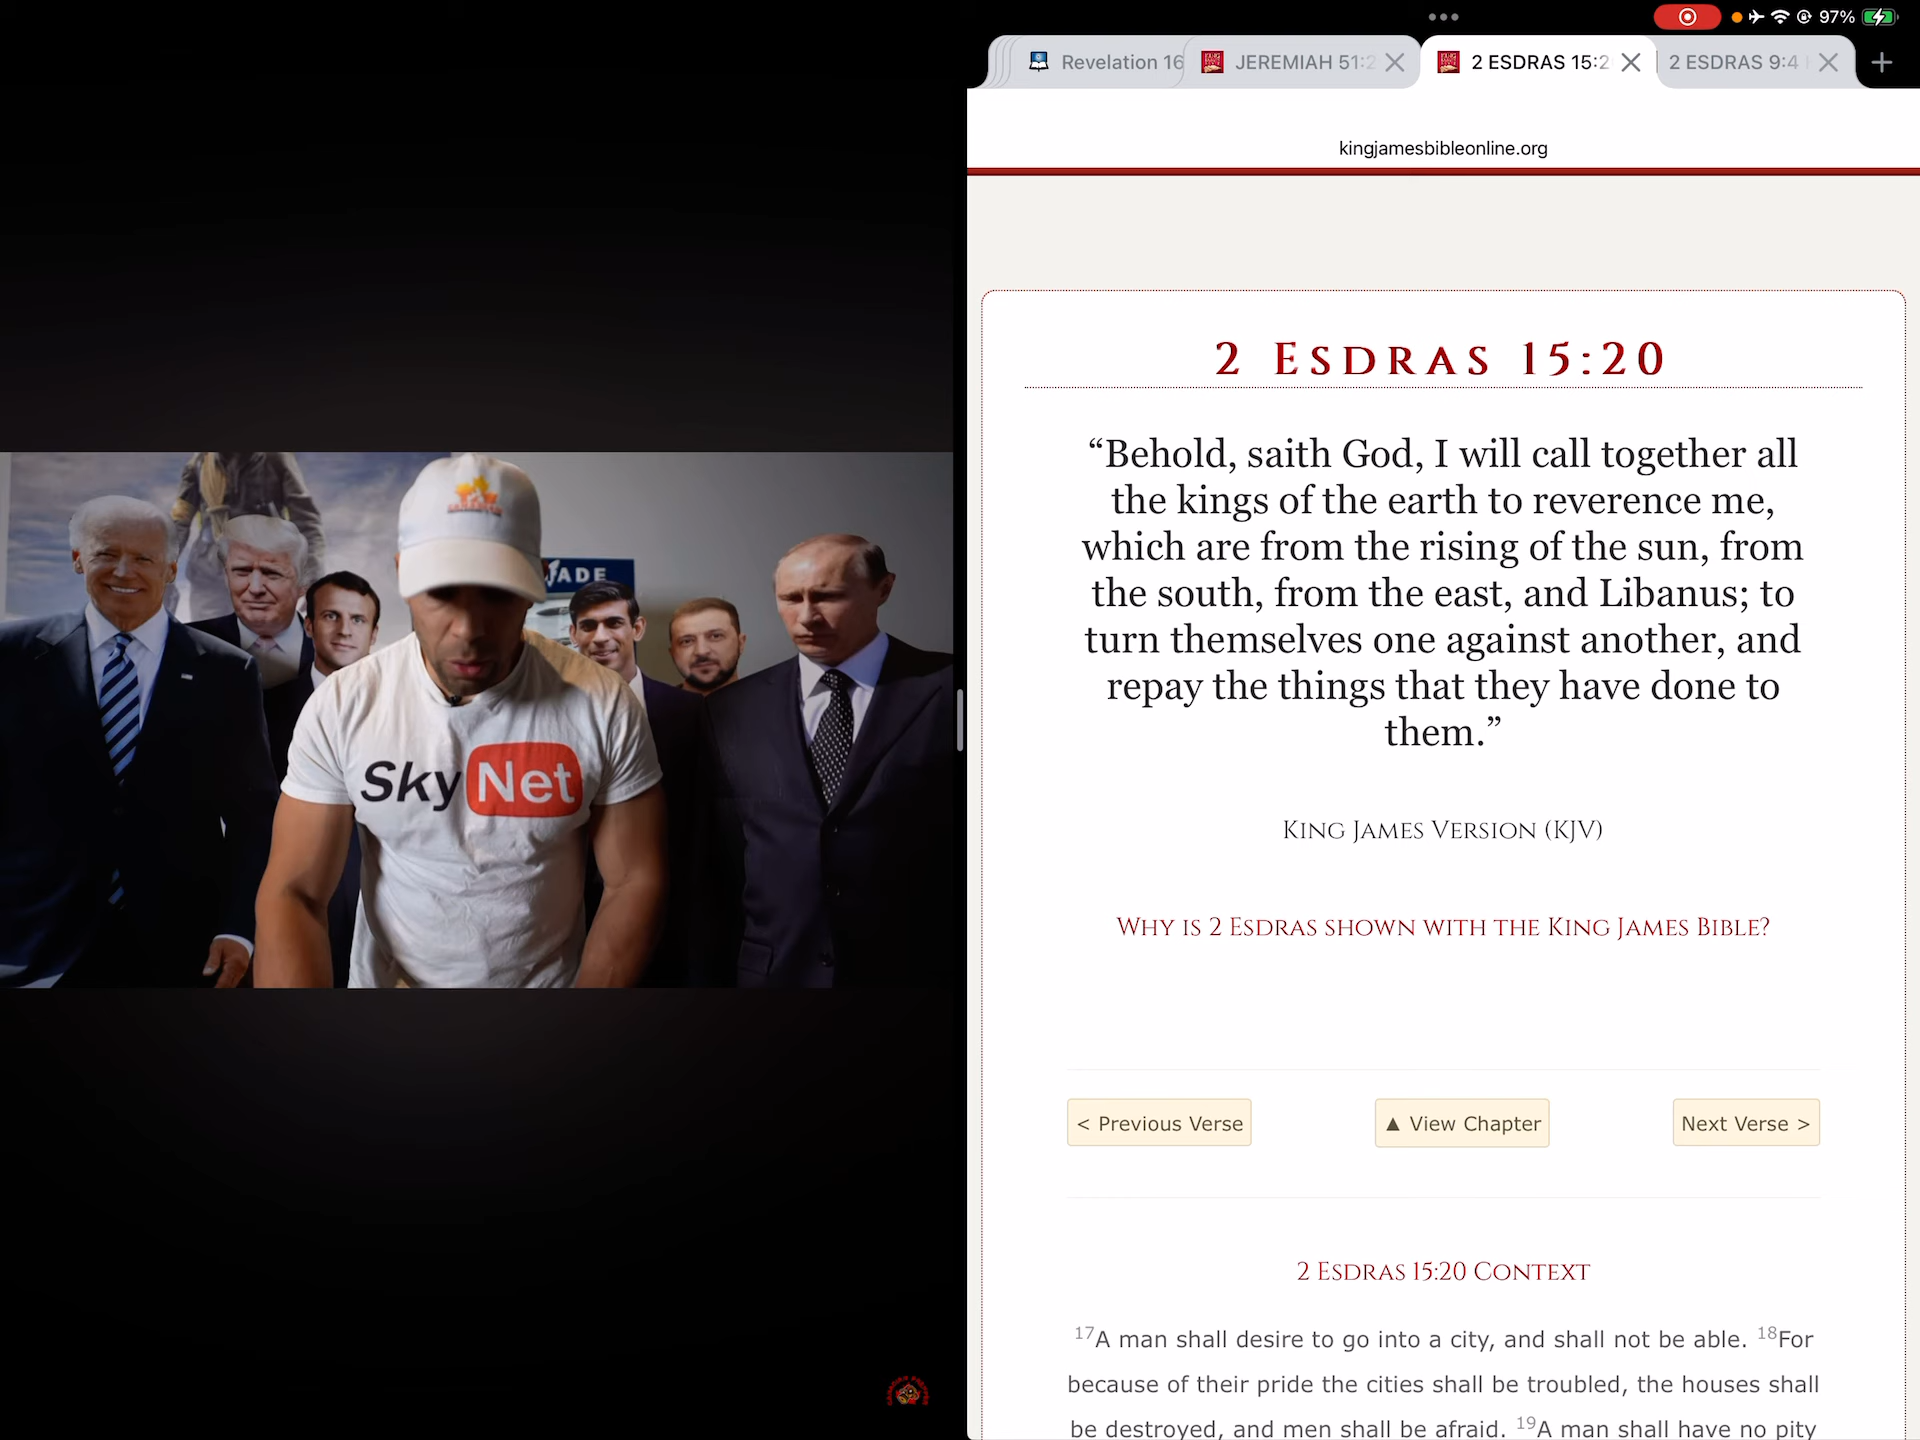 97%
Revelation 16
JEREMIAH 51:2
2 ESDRAS 15:2
2 ESDRAS 9:4
kingjamesbibleonline.org
2 ESDRAS 15:20
“Behold, saith God, I will call together all
the kings of the earth to reverence me,
which are from the rising of the sun, from
the south, from the east, and Libanus; to
turn themselves one against another, and
repay the things that they have done to
them.”
KING JAMES VERSION (KJV)
WHY IS 2 ESDRAS SHOWN WITH THE KING JAMES BIBLE?
< Previous Verse
▲ View Chapter
Next Verse >
2 ESDRAS 15:20 CONTEXT
17A man shall desire to go into a city, and shall not be able. 18For
because of their pride the cities shall be troubled, the houses shall
be destroyed, and men shall be afraid. 19A man shall have no pity
ADE
SkyNet